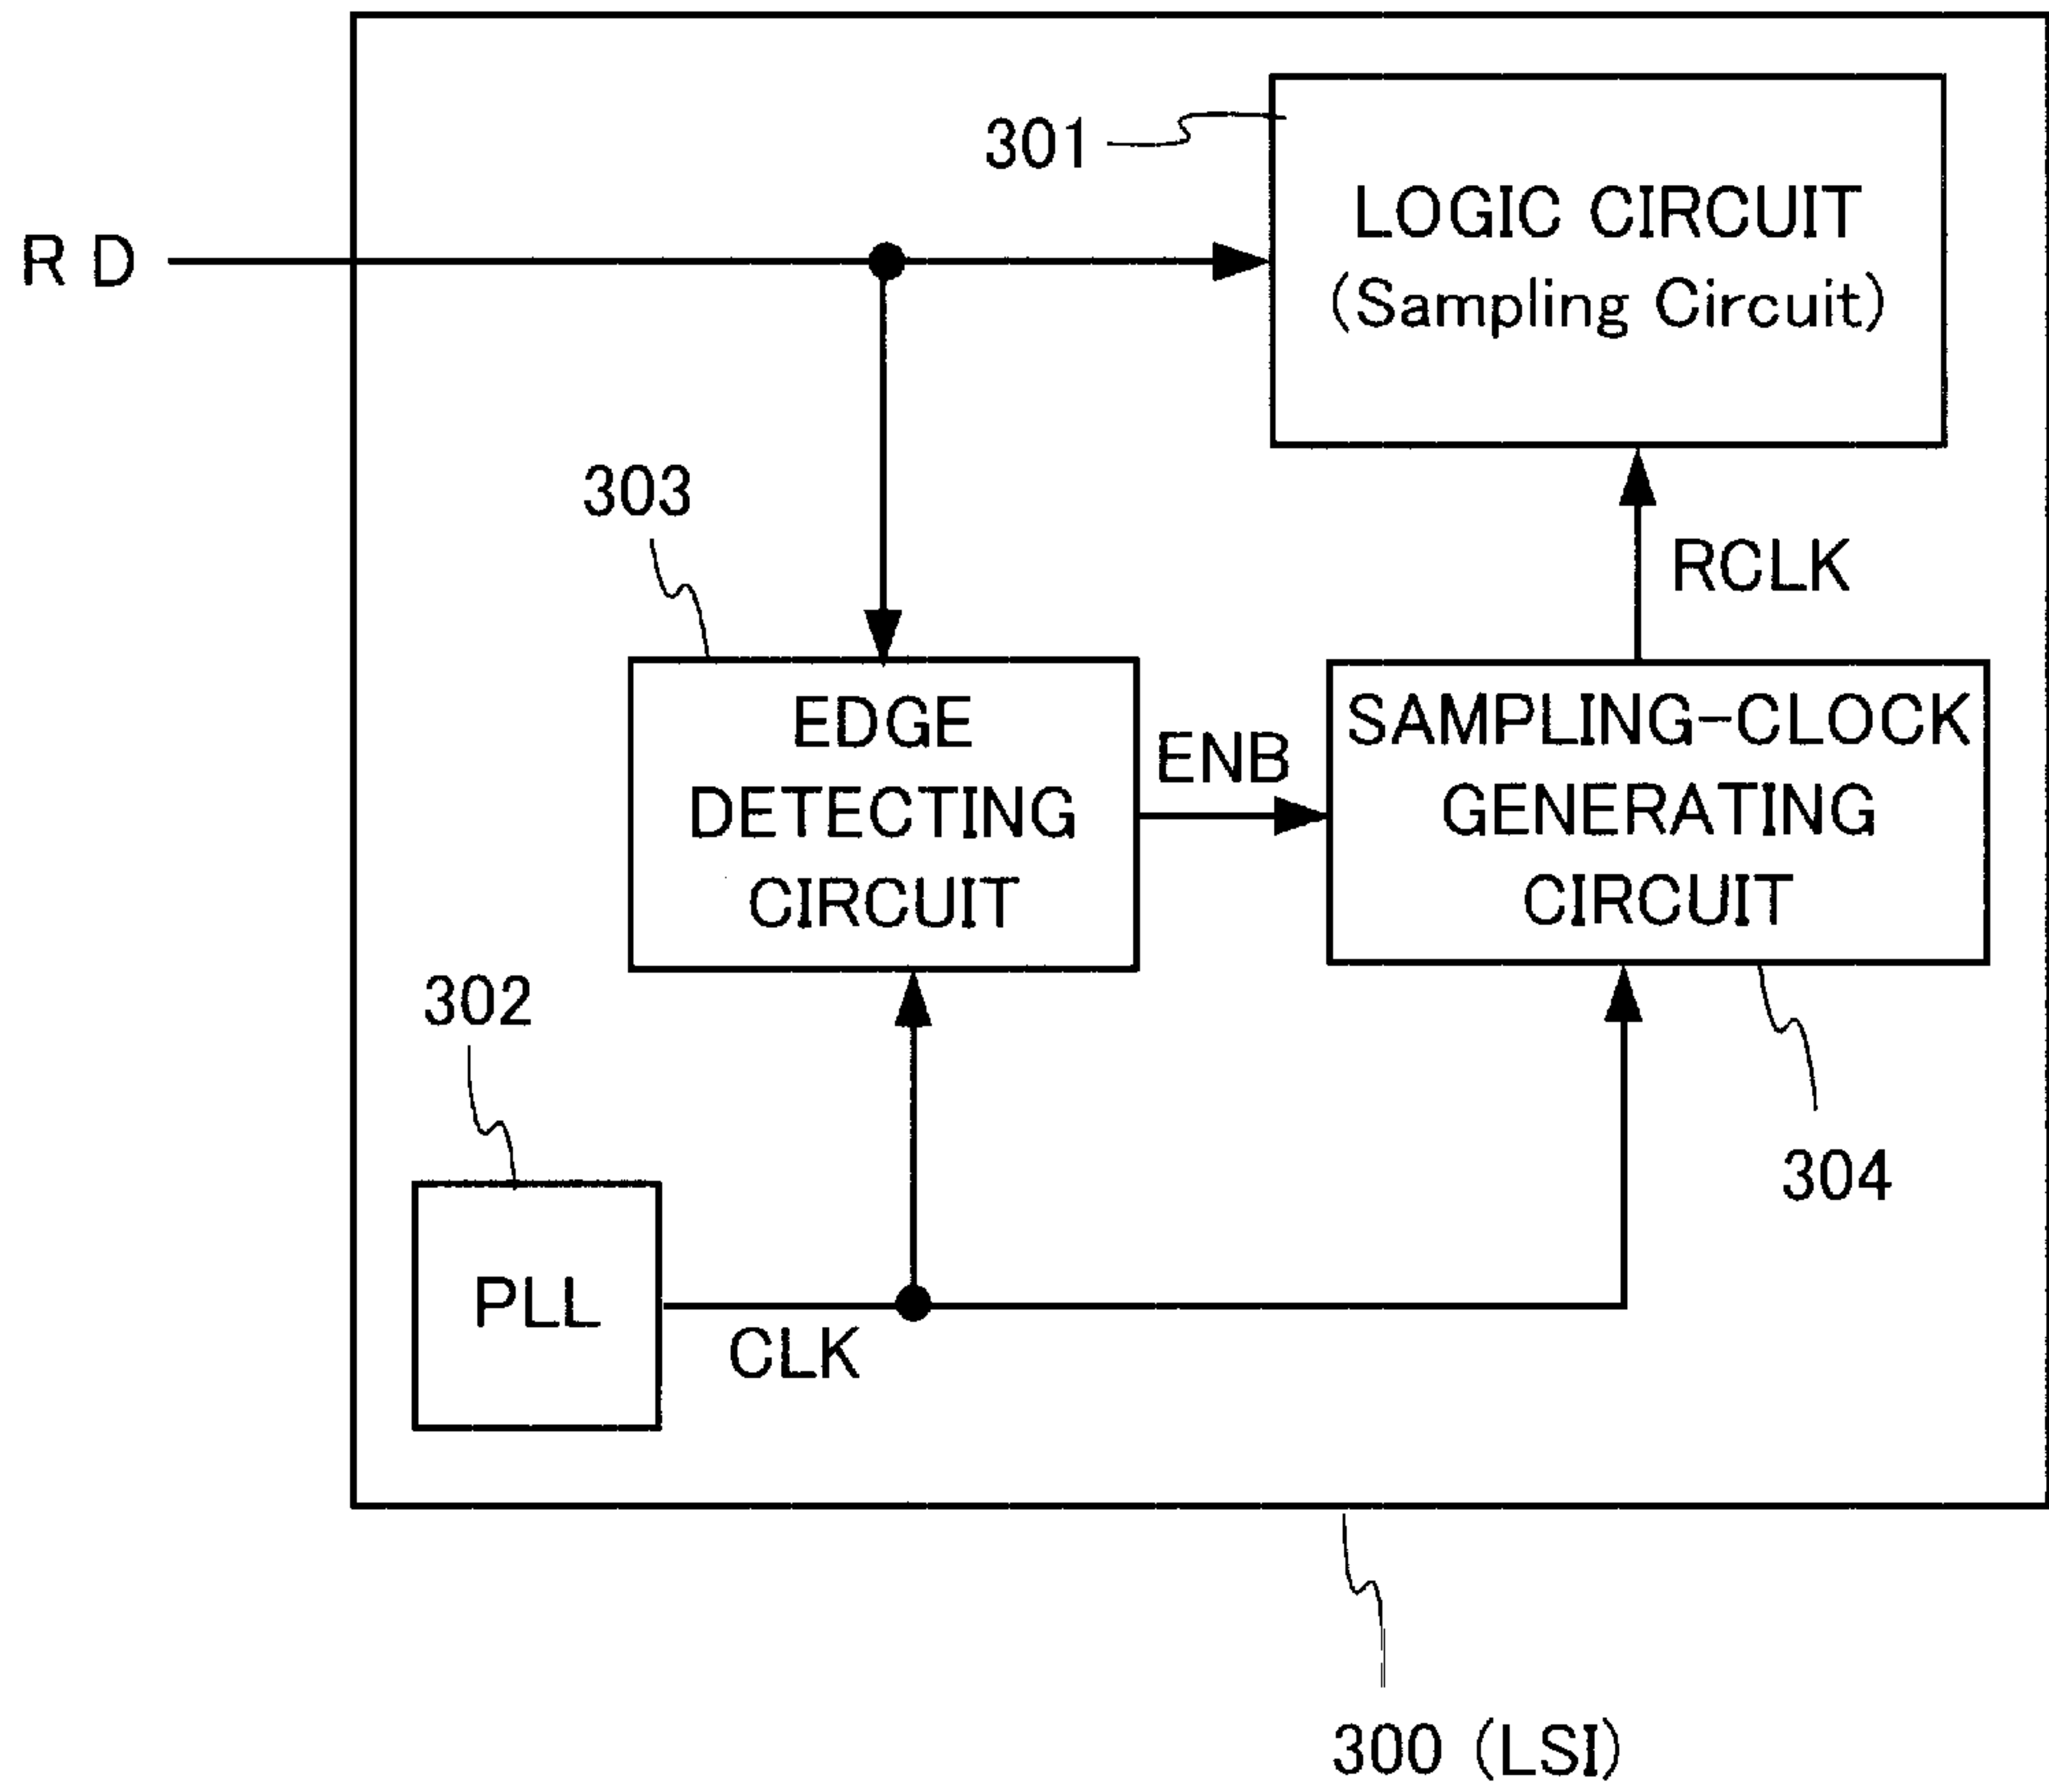 301
LOGIC CIRCUIT
(Sampling Circuit)
R D
303
RCLK
EDGE
DETECTING
CIRCUIT
ENB
SAMPLING-CLOCK
GENERATING
CIRCUIT
302
304
PLL
CLK
300 (LSI)